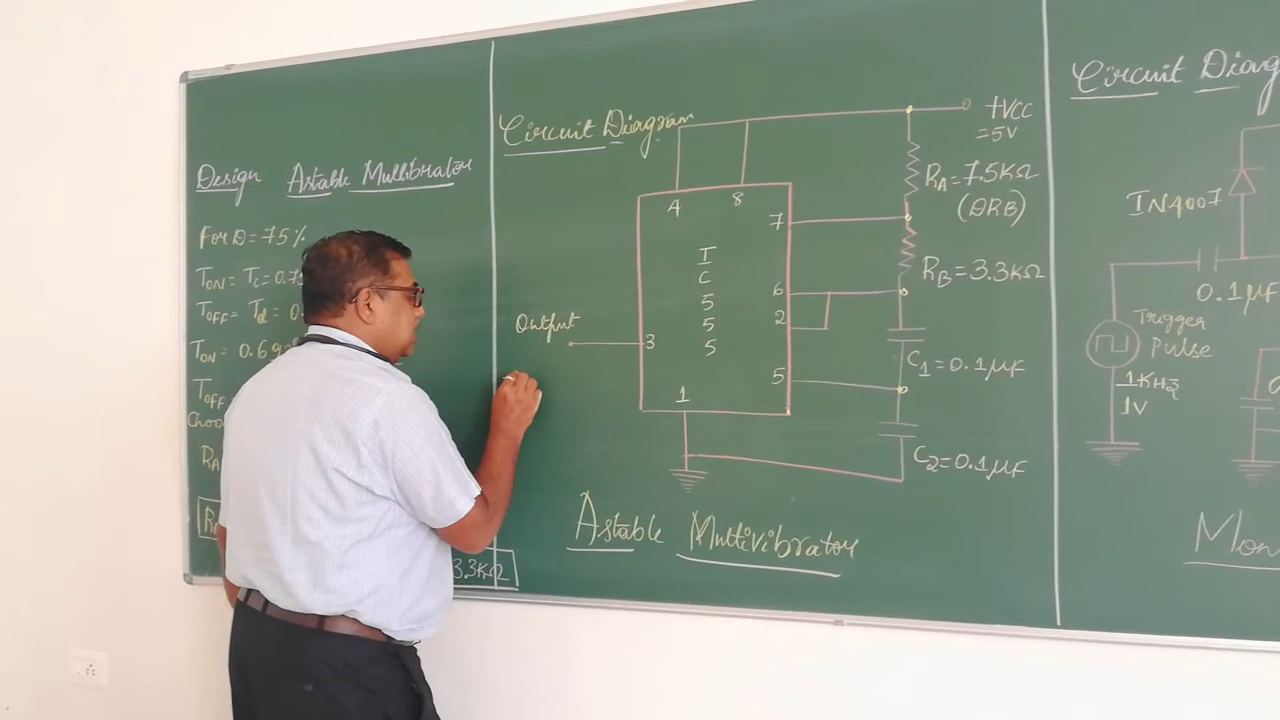 Design Astable Multibrator
For D = 75%
TON = Tc = 0.75
TOFF = Td = 0.
TON = 0.69
TOFF
RA
3.3KΩ
Circuit Diagram
+VCC
=5V
4
8
7
RA=7.5KΩ
(DRB)
I
C
5
5
5
6
RB=3.3KΩ
2
Output
3
C1=0.1μF
5
1
C2=0.1μF
Astable Multivibrator
Circuit Diag
IN4007
0.1μF
Trigger
Pulse
1KHz
1V
Mon